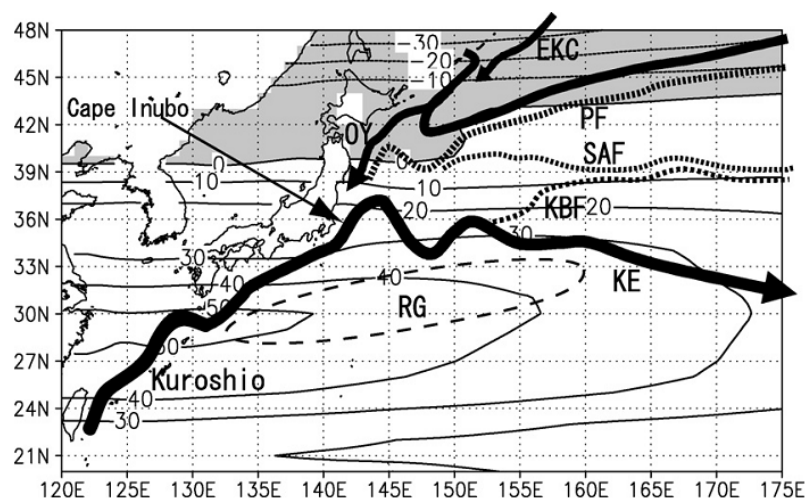 48N
-30
EKC
-20
45N
-10
Cape Inubo
42N
OY
PF
0
0
SAF
39N
10
10
36N
20
KBF
20
30
33N
30
40
40
KE
30N
50
RG
27N
Kuroshio
40
24N
30
21N
120E 125E 130E 135E 140E 145E 150E 155E 160E 165E 170E 175E